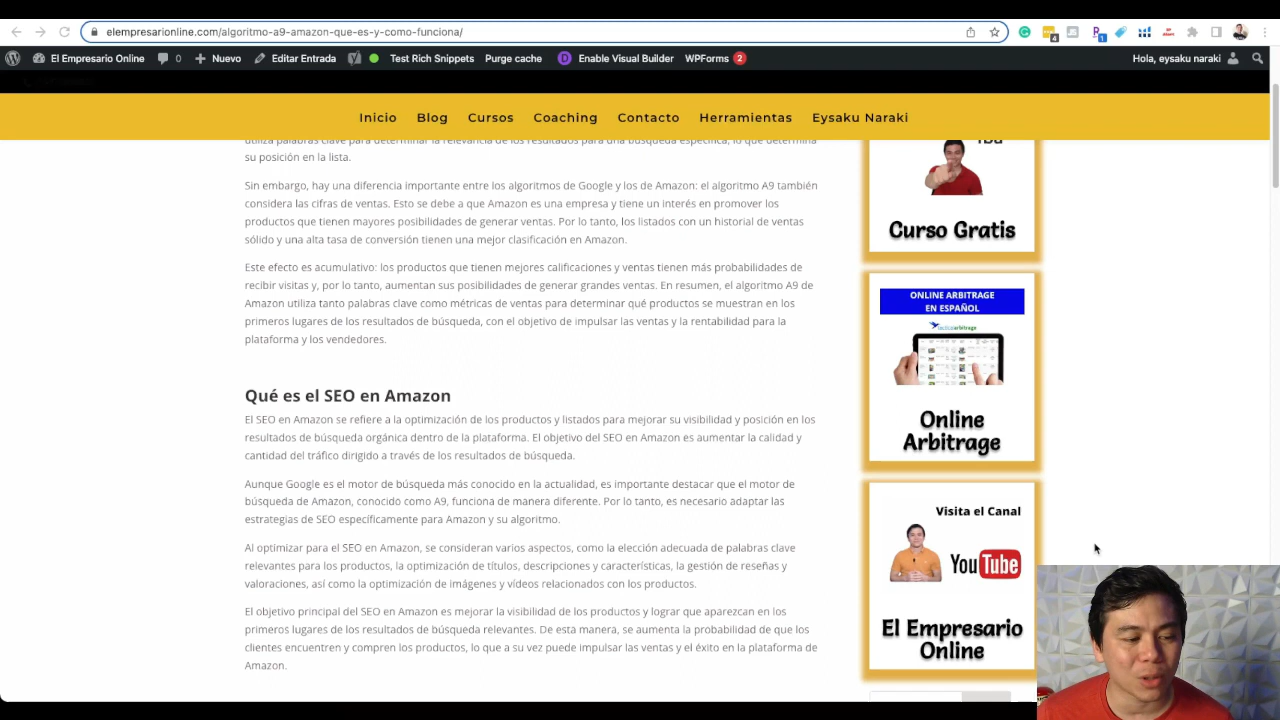 elempresarionline.com/algoritmo-a9-amazon-que-es-y-como-funciona/
El Empresario Online 0 Nuevo Editar Entrada Test Rich Snippets Purge cache Enable Visual Builder WPForms 2 Hola, eysaku naraki
Inicio Blog Cursos Coaching Contacto Herramientas Eysaku Naraki
utiliza palabras clave para determinar la relevancia de los resultados para una búsqueda específica, lo que determina
su posición en la lista.
Sin embargo, hay una diferencia importante entre los algoritmos de Google y los de Amazon: el algoritmo A9 también
considera las cifras de ventas. Esto se debe a que Amazon es una empresa y tiene un interés en promover los
productos que tienen mayores posibilidades de generar ventas. Por lo tanto, los listados con un historial de ventas
sólido y una alta tasa de conversión tienen una mejor clasificación en Amazon.
Este efecto es acumulativo: los productos que tienen mejores calificaciones y ventas tienen más probabilidades de
recibir visitas y, por lo tanto, aumentan sus posibilidades de generar grandes ventas. En resumen, el algoritmo A9 de
Amazon utiliza tanto palabras clave como métricas de ventas para determinar qué productos se muestran en los
primeros lugares de los resultados de búsqueda, con el objetivo de impulsar las ventas y la rentabilidad para la
plataforma y los vendedores.
Qué es el SEO en Amazon
El SEO en Amazon se refiere a la optimización de los productos y listados para mejorar su visibilidad y posición en los
resultados de búsqueda orgánica dentro de la plataforma. El objetivo del SEO en Amazon es aumentar la calidad y
cantidad del tráfico dirigido a través de los resultados de búsqueda.
Aunque Google es el motor de búsqueda más conocido en la actualidad, es importante destacar que el motor de
búsqueda de Amazon, conocido como A9, funciona de manera diferente. Por lo tanto, es necesario adaptar las
estrategias de SEO específicamente para Amazon y su algoritmo.
Al optimizar para el SEO en Amazon, se consideran varios aspectos, como la elección adecuada de palabras clave
relevantes para los productos, la optimización de títulos, descripciones y características, la gestión de reseñas y
valoraciones, así como la optimización de imágenes y vídeos relacionados con los productos.
El objetivo principal del SEO en Amazon es mejorar la visibilidad de los productos y lograr que aparezcan en los
primeros lugares de los resultados de búsqueda relevantes. De esta manera, se aumenta la probabilidad de que los
clientes encuentren y compren los productos, lo que a su vez puede impulsar las ventas y el éxito en la plataforma de
Amazon.
Curso Gratis
ONLINE ARBITRAGE
EN ESPAÑOL
Online
Arbitrage
Visita el Canal
YouTube
El Empresario
Online